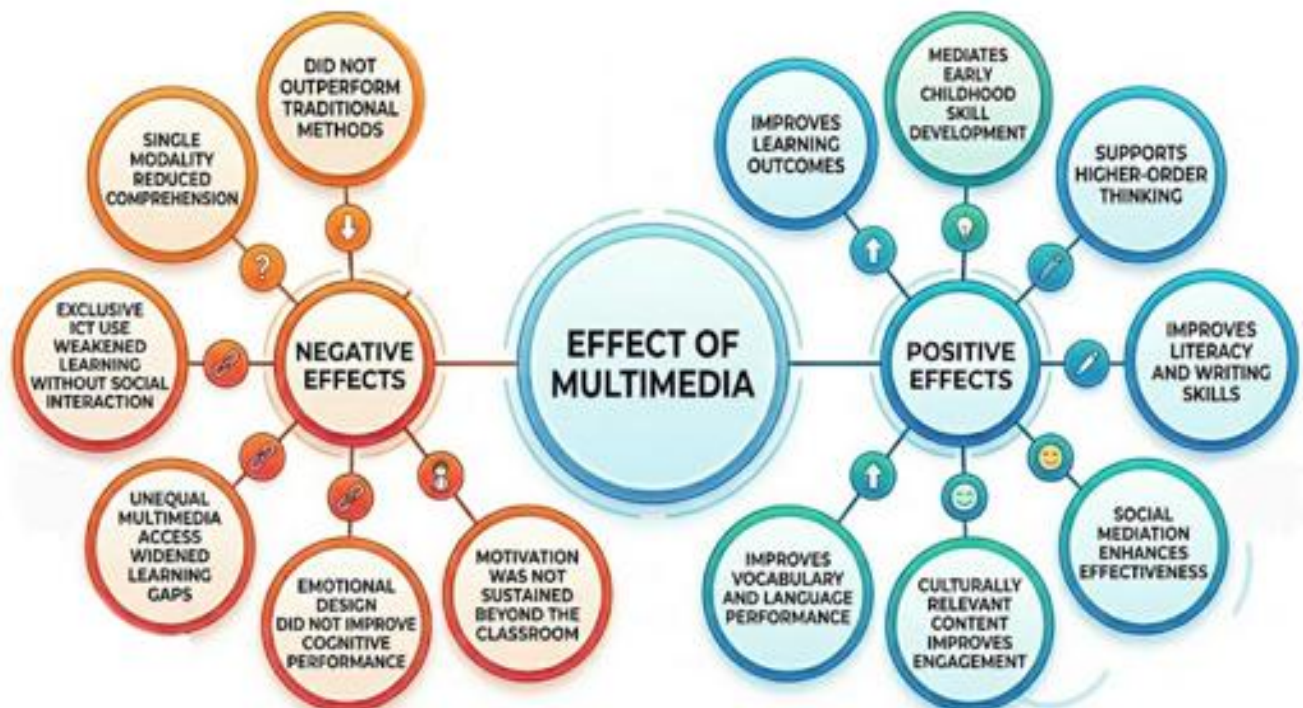 DID NOT
OUTPERFORM
TRADITIONAL
METHODS
SINGLE
MODALITY
REDUCED
COMPREHENSION
EXCLUSIVE
ICT USE
WEAKENED
LEARNING
WITHOUT SOCIAL
INTERACTION
UNEQUAL
MULTIMEDIA
ACCESS
WIDENED
LEARNING
GAPS
EMOTIONAL
DESIGN
DID NOT IMPROVE
COGNITIVE
PERFORMANCE
MOTIVATION
WAS NOT
SUSTAINED
BEYOND THE
CLASSROOM
?
NEGATIVE
EFFECTS
EFFECT OF
MULTIMEDIA
POSITIVE
EFFECTS
IMPROVES
LEARNING
OUTCOMES
MEDIATES
EARLY
CHILDHOOD
SKILL
DEVELOPMENT
SUPPORTS
HIGHER-ORDER
THINKING
IMPROVES
LITERACY
AND WRITING
SKILLS
SOCIAL
MEDIATION
ENHANCES
EFFECTIVENESS
CULTURALLY
RELEVANT
CONTENT
IMPROVES
ENGAGEMENT
IMPROVES
VOCABULARY
AND LANGUAGE
PERFORMANCE